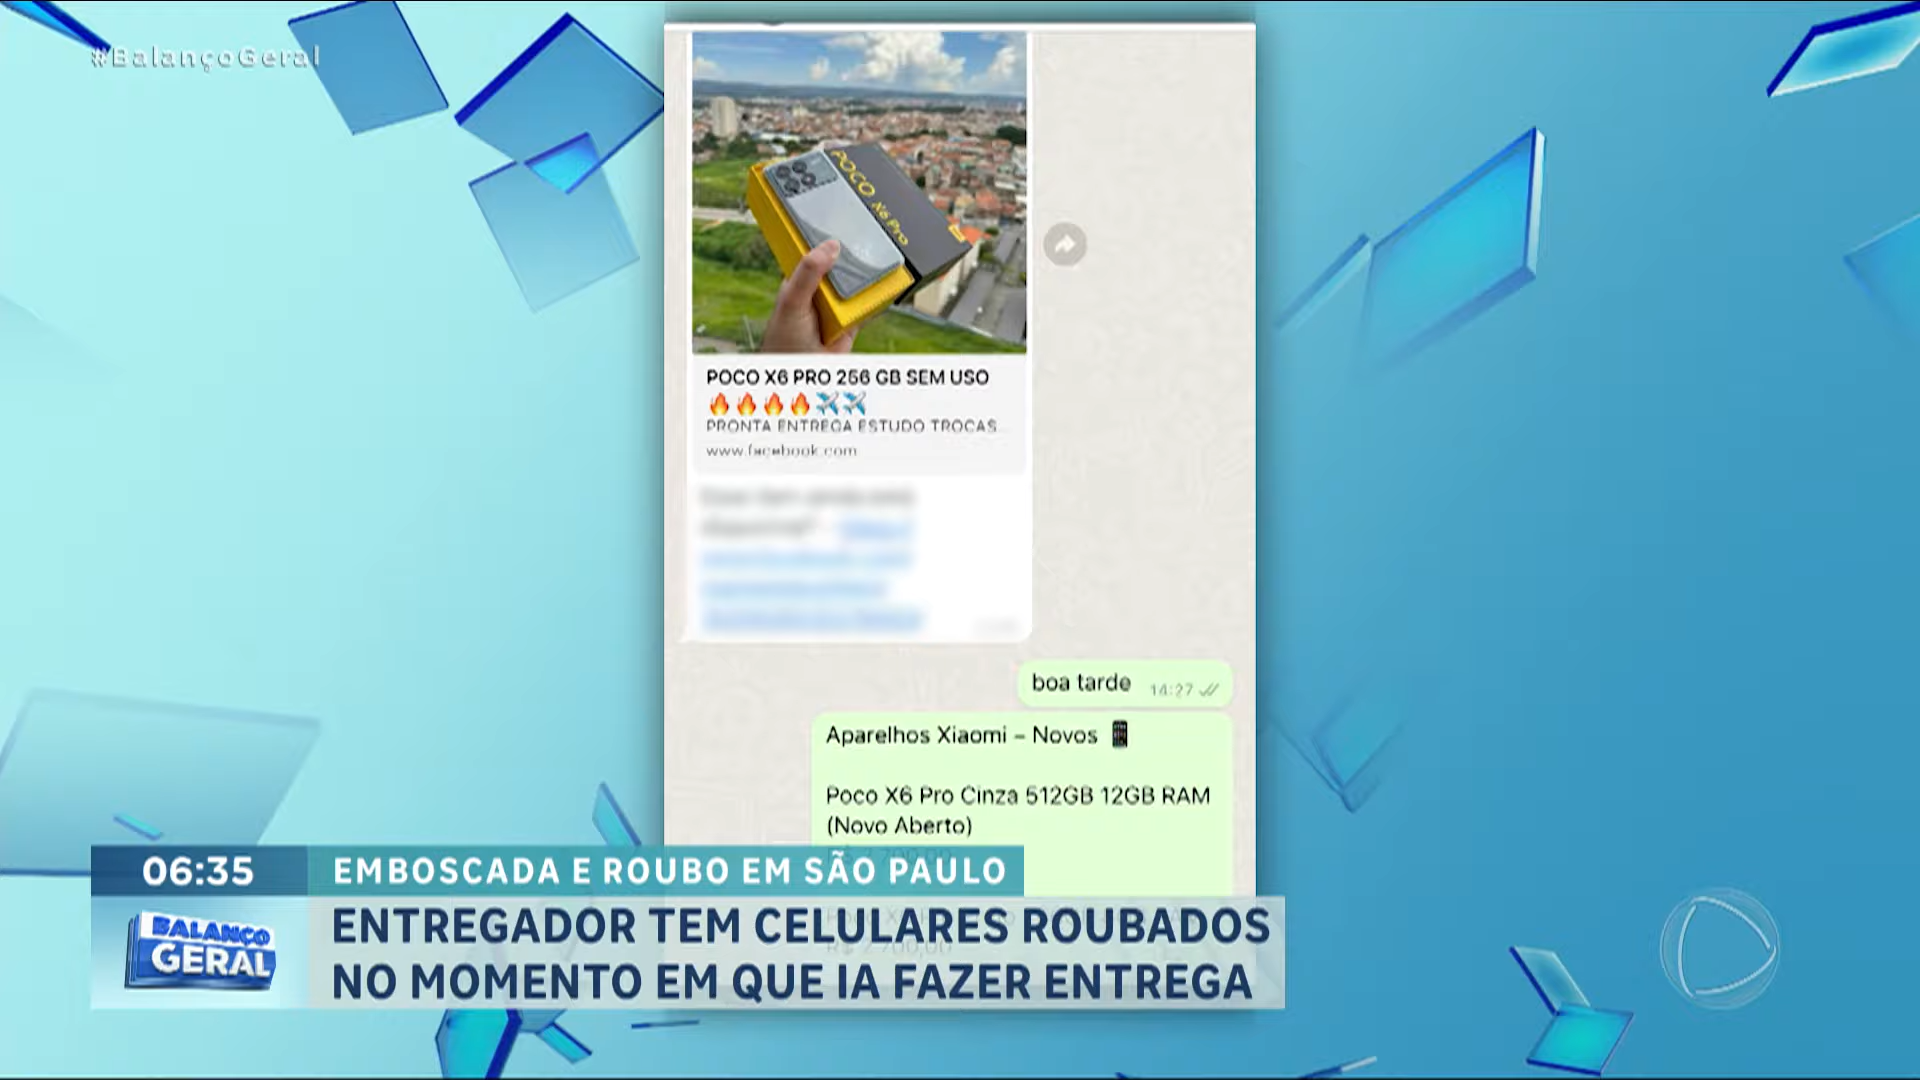 #BalançoGeral
POCO X6 Pro
POCO X6 PRO 256 GB SEM USO
🔥🔥🔥🔥✈️✈️
PRONTA ENTREGA ESTUDO TROCAS...
www.facebook.com
boa tarde 14:27
Aparelhos Xiaomi – Novos 📱
Poco X6 Pro Cinza 512GB 12GB RAM
(Novo Aberto)
06:35
EMBOSCADA E ROUBO EM SÃO PAULO
BALANÇO
GERAL
ENTREGADOR TEM CELULARES ROUBADOS
NO MOMENTO EM QUE IA FAZER ENTREGA